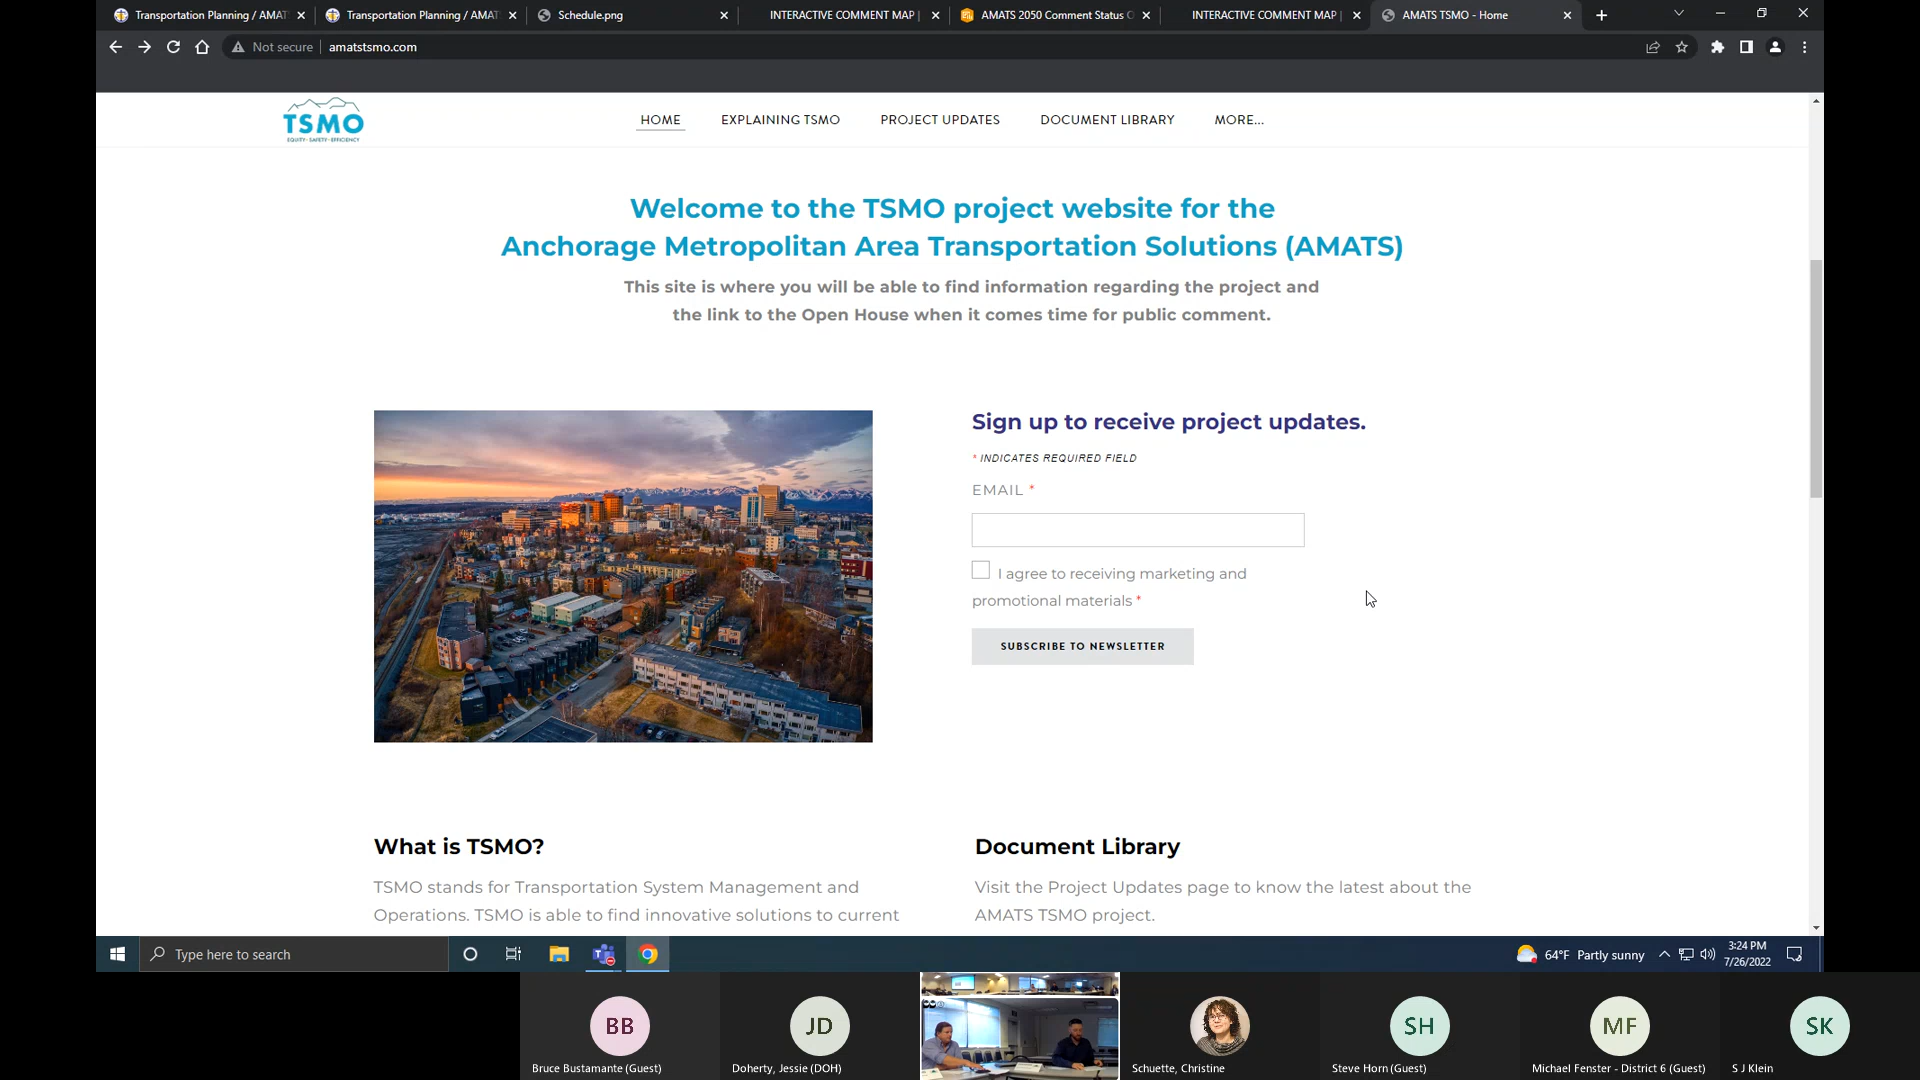 Transportation Planning / AMAT
Transportation Planning / AMAT
Schedule.png
INTERACTIVE COMMENT MAP |
AMATS 2050 Comment Status
INTERACTIVE COMMENT MAP |
AMATS TSMO - Home
Not secure
amatstsmo.com
TSMO
EQUITY - SAFETY - EFFICIENCY
HOME
EXPLAINING TSMO
PROJECT UPDATES
DOCUMENT LIBRARY
MORE...
Welcome to the TSMO project website for the
Anchorage Metropolitan Area Transportation Solutions (AMATS)
This site is where you will be able to find information regarding the project and
the link to the Open House when it comes time for public comment.
Sign up to receive project updates.
* INDICATES REQUIRED FIELD
EMAIL *
I agree to receiving marketing and
promotional materials *
SUBSCRIBE TO NEWSLETTER
What is TSMO?
TSMO stands for Transportation System Management and
Operations. TSMO is able to find innovative solutions to current
Document Library
Visit the Project Updates page to know the latest about the
AMATS TSMO project.
Type here to search
64°F Partly sunny
3:24 PM
7/26/2022
BB
Bruce Bustamante (Guest)
JD
Doherty, Jessie (DOH)
Schuette, Christine
SH
Steve Horn (Guest)
MF
Michael Fenster - District 6 (Guest)
SK
S J Klein